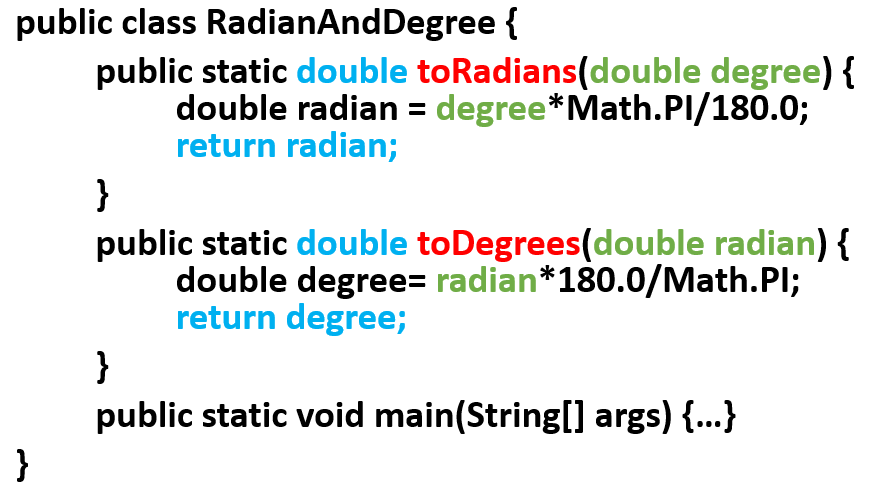 public class RadianAndDegree {
public static double toRadians(double degree) {
double radian = degree*Math.PI/180.0;
return radian;
}
public static double toDegrees(double radian) {
double degree= radian*180.0/Math.PI;
return degree;
}
public static void main(String[] args) {…}
}